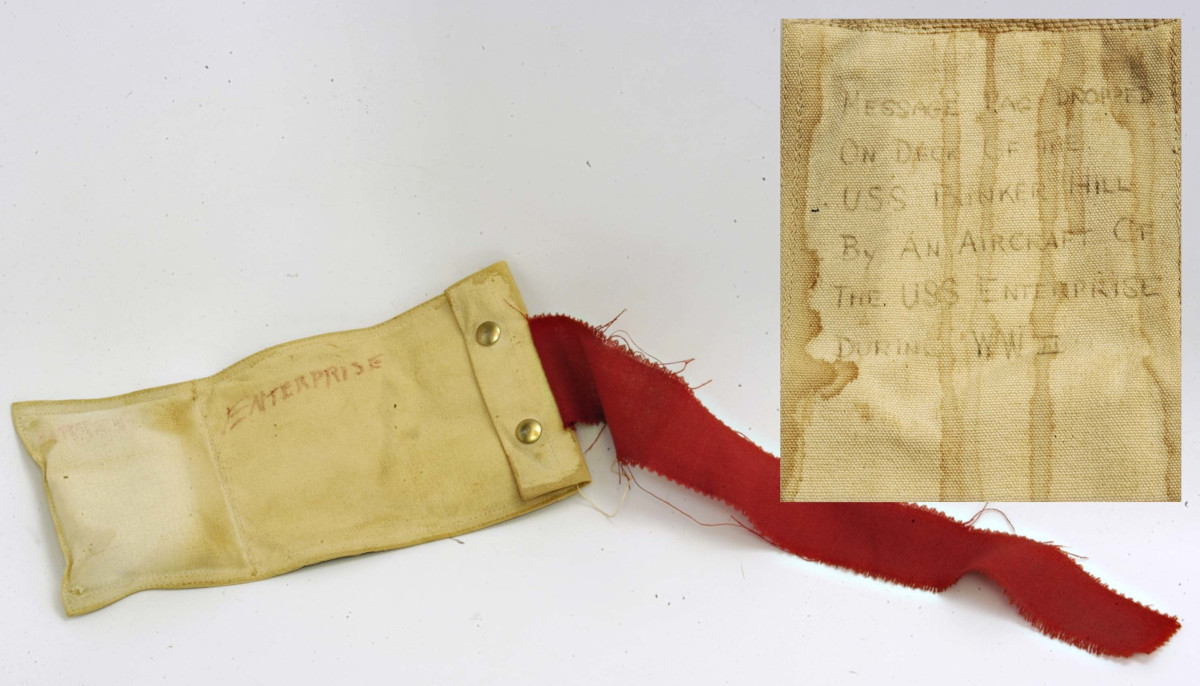 ENTERPRISE
MESSAGE BAG DROPPED
ON DECK OF THE
USS BUNKER HILL
BY AN AIRCRAFT OF
THE USS ENTERPRISE
DURING WW II